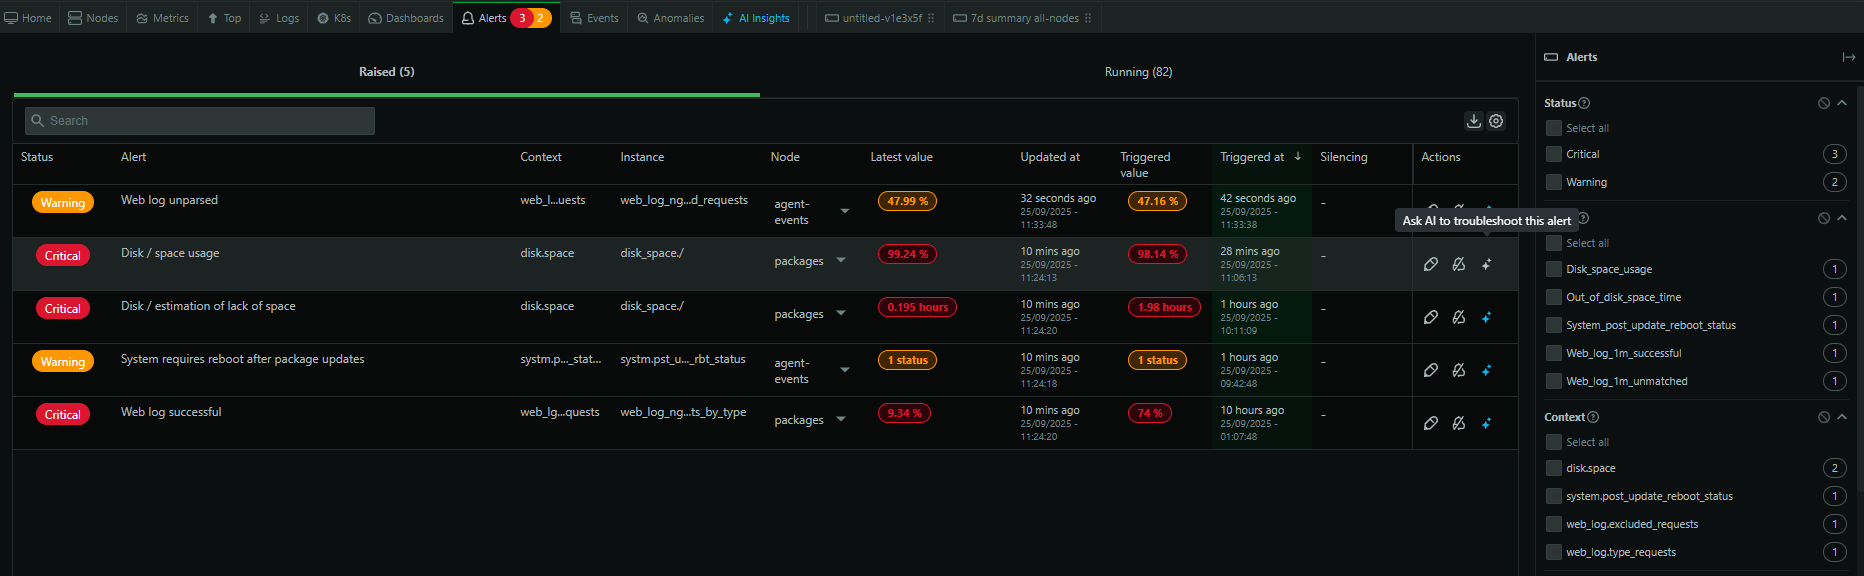 Home Nodes Metrics Top Logs K8s Dashboards Alerts 3 2 Events Anomalies AI Insights untitled-v1e3x5f 7d summary all-nodes
Raised (5) Running (82)
Search
Status Alert Context Instance Node Latest value Updated at Triggered value Triggered at Silencing Actions
Warning Web log unparsed web_l...uests web_log_ng...d_requests agent-events 47.99 % 32 seconds ago 25/09/2025 - 11:33:48 47.16 % 42 seconds ago 25/09/2025 - 11:33:38 -
Ask AI to troubleshoot this alert
Critical Disk / space usage disk.space disk_space./ packages 99.24 % 10 mins ago 25/09/2025 - 11:24:13 98.14 % 28 mins ago 25/09/2025 - 11:06:13 -
Critical Disk / estimation of lack of space disk.space disk_space./ packages 0.195 hours 10 mins ago 25/09/2025 - 11:24:20 1.98 hours 1 hours ago 25/09/2025 - 10:11:09 -
Warning System requires reboot after package updates systm.p..._stat... systm.pst_u..._rbt_status agent-events 1 status 10 mins ago 25/09/2025 - 11:24:18 1 status 1 hours ago 25/09/2025 - 09:42:48 -
Critical Web log successful web_lg...quests web_log_ng...ts_by_type packages 9.34 % 10 mins ago 25/09/2025 - 11:24:20 74 % 10 hours ago 25/09/2025 - 01:07:48 -
Alerts
Status
Select all
Critical 3
Warning 2
Select all
Disk_space_usage 1
Out_of_disk_space_time 1
System_post_update_reboot_status 1
Web_log_1m_successful 1
Web_log_1m_unmatched 1
Context
Select all
disk.space 2
system.post_update_reboot_status 1
web_log.excluded_requests 1
web_log.type_requests 1